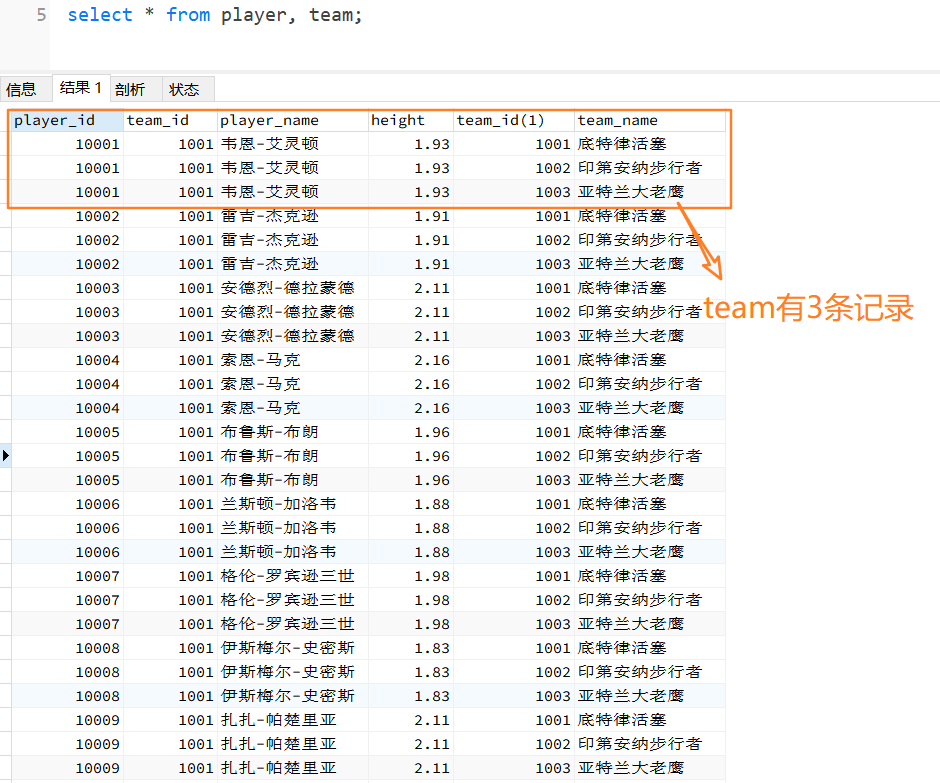 5 select * from player, team;
信息 结果 1 剖析 状态
player_id team_id player_name height team_id(1) team_name
10001 1001 韦恩-艾灵顿 1.93 1001 底特律活塞
10001 1001 韦恩-艾灵顿 1.93 1002 印第安纳步行者
10001 1001 韦恩-艾灵顿 1.93 1003 亚特兰大老鹰
10002 1001 雷吉-杰克逊 1.91 1001 底特律活塞
10002 1001 雷吉-杰克逊 1.91 1002 印第安纳步行者
10002 1001 雷吉-杰克逊 1.91 1003 亚特兰大老鹰
10003 1001 安德烈-德拉蒙德 2.11 1001 底特律活塞
10003 1001 安德烈-德拉蒙德 2.11 1002 印第安纳步行者
team有3条记录
10003 1001 安德烈-德拉蒙德 2.11 1003 亚特兰大老鹰
10004 1001 索恩-马克 2.16 1001 底特律活塞
10004 1001 索恩-马克 2.16 1002 印第安纳步行者
10004 1001 索恩-马克 2.16 1003 亚特兰大老鹰
10005 1001 布鲁斯-布朗 1.96 1001 底特律活塞
10005 1001 布鲁斯-布朗 1.96 1002 印第安纳步行者
10005 1001 布鲁斯-布朗 1.96 1003 亚特兰大老鹰
10006 1001 兰斯顿-加洛韦 1.88 1001 底特律活塞
10006 1001 兰斯顿-加洛韦 1.88 1002 印第安纳步行者
10006 1001 兰斯顿-加洛韦 1.88 1003 亚特兰大老鹰
10007 1001 格伦-罗宾逊三世 1.98 1001 底特律活塞
10007 1001 格伦-罗宾逊三世 1.98 1002 印第安纳步行者
10007 1001 格伦-罗宾逊三世 1.98 1003 亚特兰大老鹰
10008 1001 伊斯梅尔-史密斯 1.83 1001 底特律活塞
10008 1001 伊斯梅尔-史密斯 1.83 1002 印第安纳步行者
10008 1001 伊斯梅尔-史密斯 1.83 1003 亚特兰大老鹰
10009 1001 扎扎-帕楚里亚 2.11 1001 底特律活塞
10009 1001 扎扎-帕楚里亚 2.11 1002 印第安纳步行者
10009 1001 扎扎-帕楚里亚 2.11 1003 亚特兰大老鹰